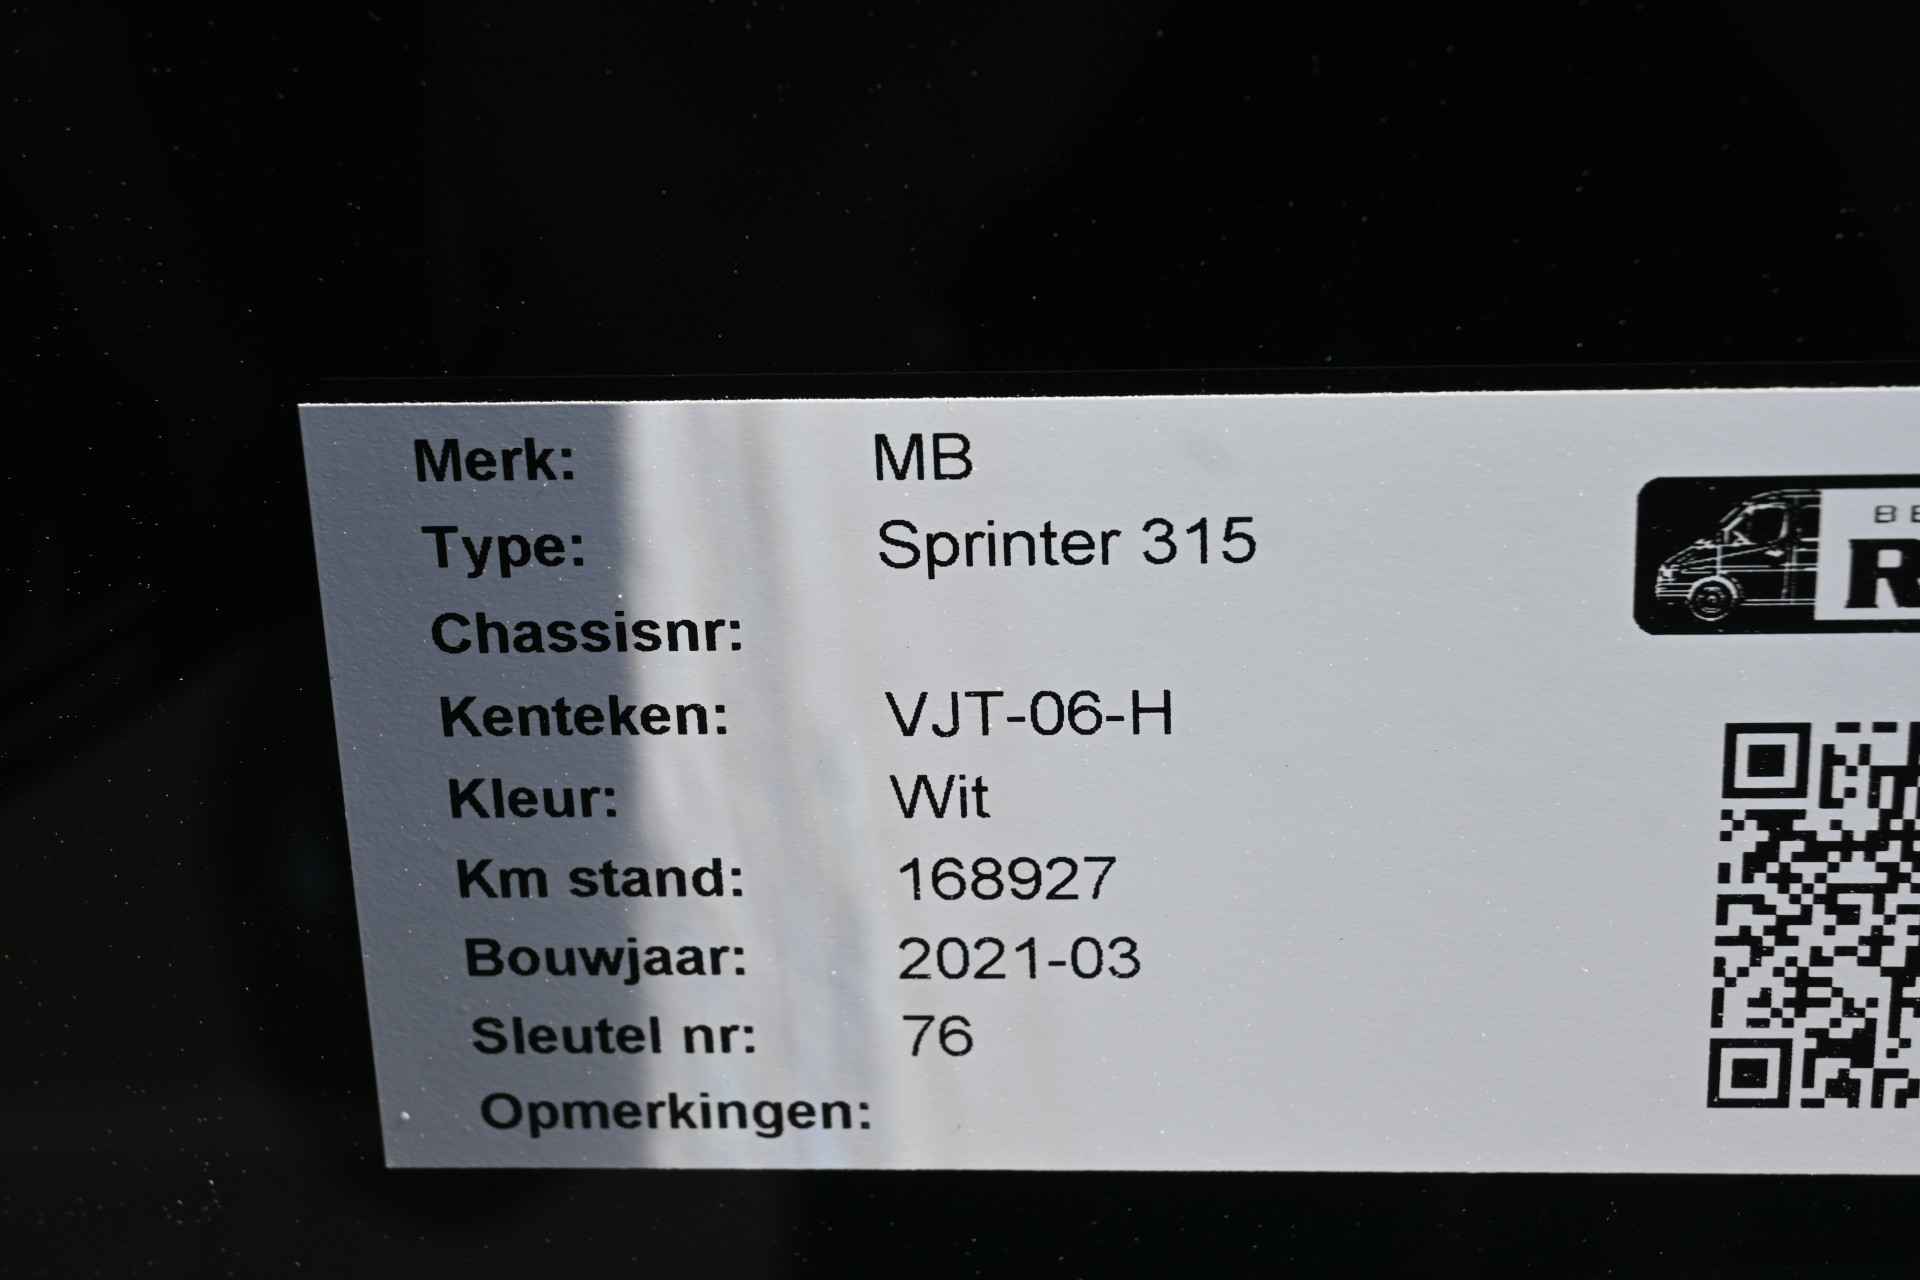 Merk: MB
Type: Sprinter 315
Chassisnr:
Kenteken: VJT-06-H
Kleur: Wit
Km stand: 168927
Bouwjaar: 2021-03
Sleutel nr: 76
Opmerkingen: